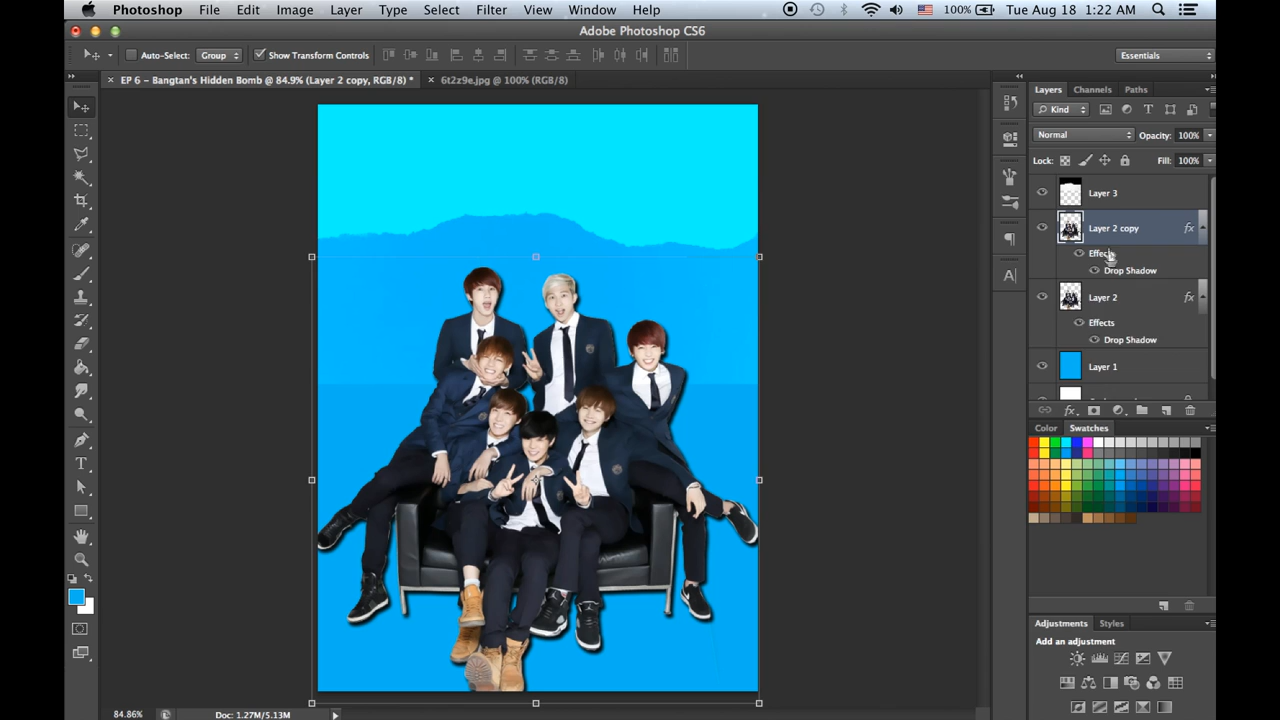 Photoshop File Edit Image Layer Type Select Filter View Window Help 100% Tue Aug 18 1:22 AM
Adobe Photoshop CS6
Auto-Select: Group Show Transform Controls Essentials
× EP 6 – Bangtan's Hidden Bomb @ 84.9% (Layer 2 copy, RGB/8) * × 6t2z9e.jpg @ 100% (RGB/8)
Layers Channels Paths
Kind
Normal Opacity: 100%
Lock: Fill: 100%
Layer 3
Layer 2 copy fx
Effects
Drop Shadow
Layer 2 fx
Effects
Drop Shadow
Layer 1
fx
Color Swatches
Adjustments Styles
Add an adjustment
84.86% Doc: 1.27M/5.13M